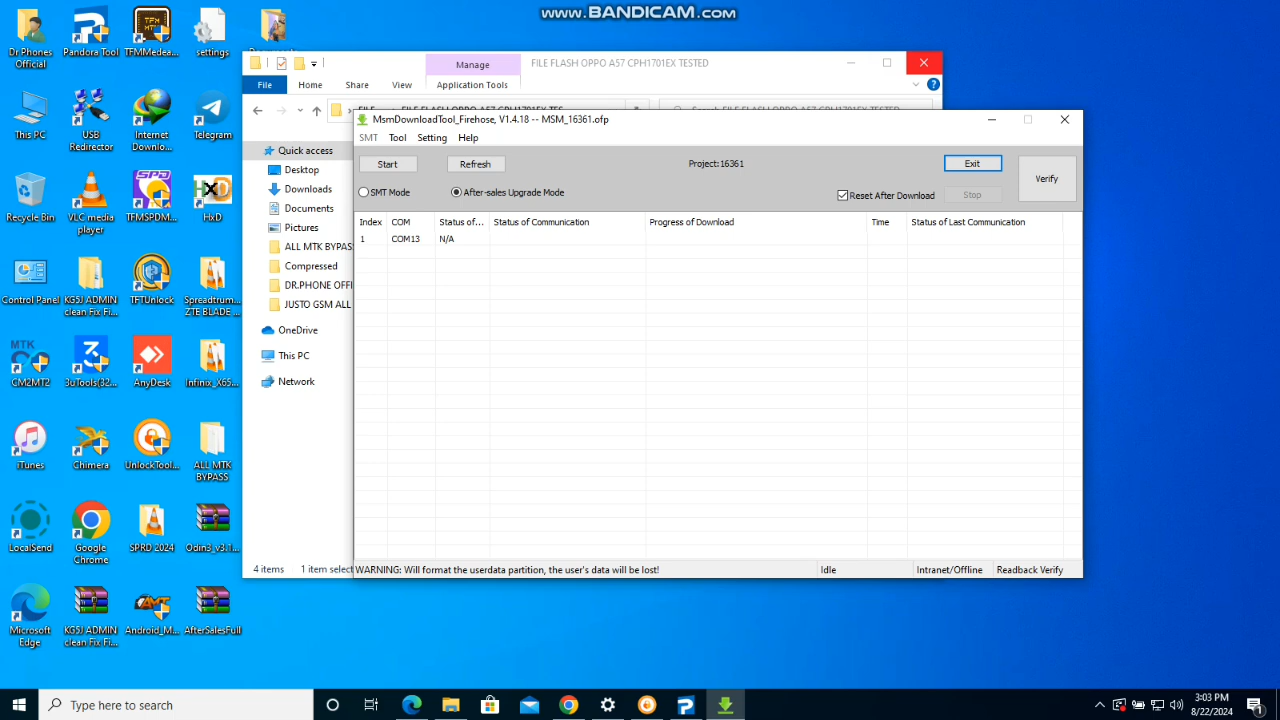 www.BANDICAM.com
Dr.Phones
Official
Pandora Tool
TFMMedea...
settings
Manage
FILE FLASH OPPO A57 CPH1701EX TESTED
File
Home
Share
View
Application Tools
MsmDownloadTool_Firehose, V1.4.18 -- MSM_16361.ofp
SMT
Tool
Setting
Help
Start
Refresh
Project:16361
Exit
Verify
SMT Mode
After-sales Upgrade Mode
Reset After Download
Stop
Index
COM
Status of...
Status of Communication
Progress of Download
Time
Status of Last Communication
1
COM13
N/A
Quick access
Desktop
Downloads
Documents
Pictures
ALL MTK BYPAS
Compressed
DR.PHONE OFFI
JUSTO GSM ALL
OneDrive
This PC
Network
4 items
1 item select
WARNING: Will format the userdata partition, the user's data will be lost!
Idle
Intranet/Offline
Readback Verify
This PC
USB
Redirector
Internet
Downlo...
Telegram
Recycle Bin
VLC media
player
SPD
TFMSPDM...
HxD
HxD
Control Panel
KG5J ADMIN
clean Fix Fi...
TFTUnlock
Spreadtrum...
ZTE BLADE ...
MTK
CM2MT2
3uTools(32...
AnyDesk
Infinix_X65...
iTunes
Chimera
UnlockTool...
ALL MTK
BYPASS
LocalSend
Google
Chrome
SPRD 2024
Odin3_v3.1...
Microsoft
Edge
KG5J ADMIN
clean Fix Fi...
Android_M...
AfterSalesFull
Type here to search
3:03 PM
8/22/2024
1